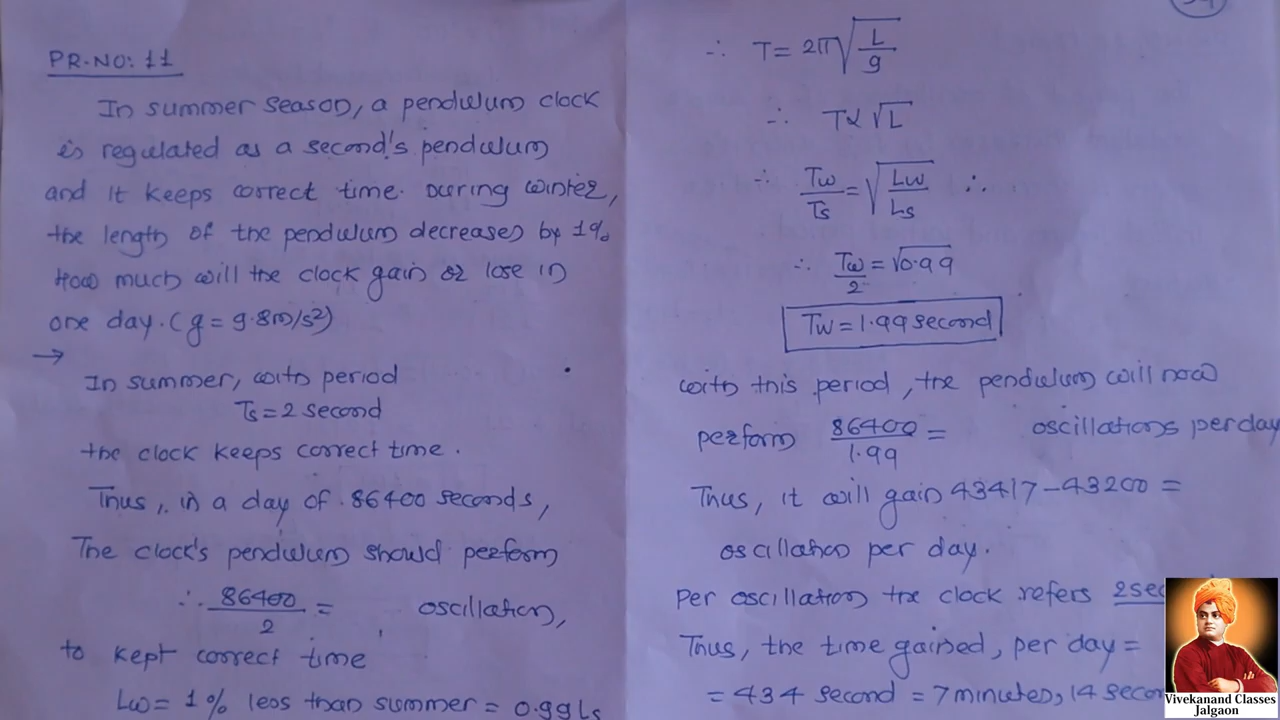 PR.NO: 11
In summer season, a pendulum clock
is regulated as a second's pendulum
and it keeps correct time. During winter,
the length of the pendulum decreases by 1%
How much will the clock gain or lose in
one day. (g = 9.8m/s²)
→
In summer, with period
Ts = 2 second
the clock keeps correct time.
Thus, in a day of 86400 seconds,
The clock's pendulum should perform
∴ 86400/2 = oscillation,
to kept correct time
Lw = 1% less than summer = 0.99Ls
∴ T = 2π√(L/g)
∴ T ∝ √L
∴ Tw/Ts = √(Lw/Ls) ∴
∴ Tw/2 = √0.99
Tw = 1.99 second
with this period, the pendulum will now
perform 86400/1.99 = oscillations per day
Thus, it will gain 43417 - 43200 =
oscillation per day.
Per oscillation the clock refers 2sec
Thus, the time gained, per day =
= 434 second = 7 minutes, 14 secon
Vivekanand Classes
Jalgaon